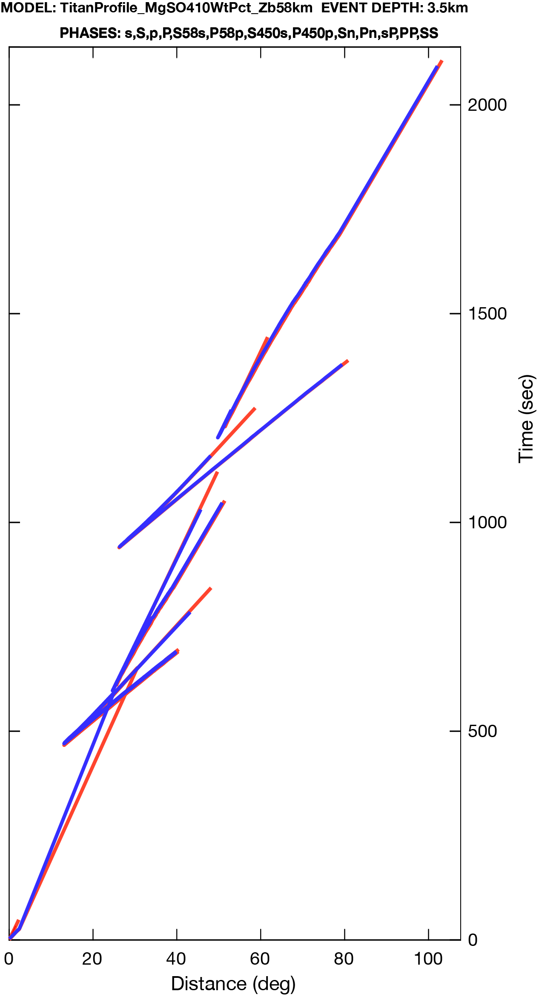 MODEL: TitanProfile_MgSO410WtPct_Zb58km EVENT DEPTH: 3.5km
PHASES: s,S,p,P,S58s,P58p,S450s,P450p,Sn,Pn,sP,PP,SS
2000
1500
Time (sec)
1000
500
0
0 20 40 60 80 100
Distance (deg)